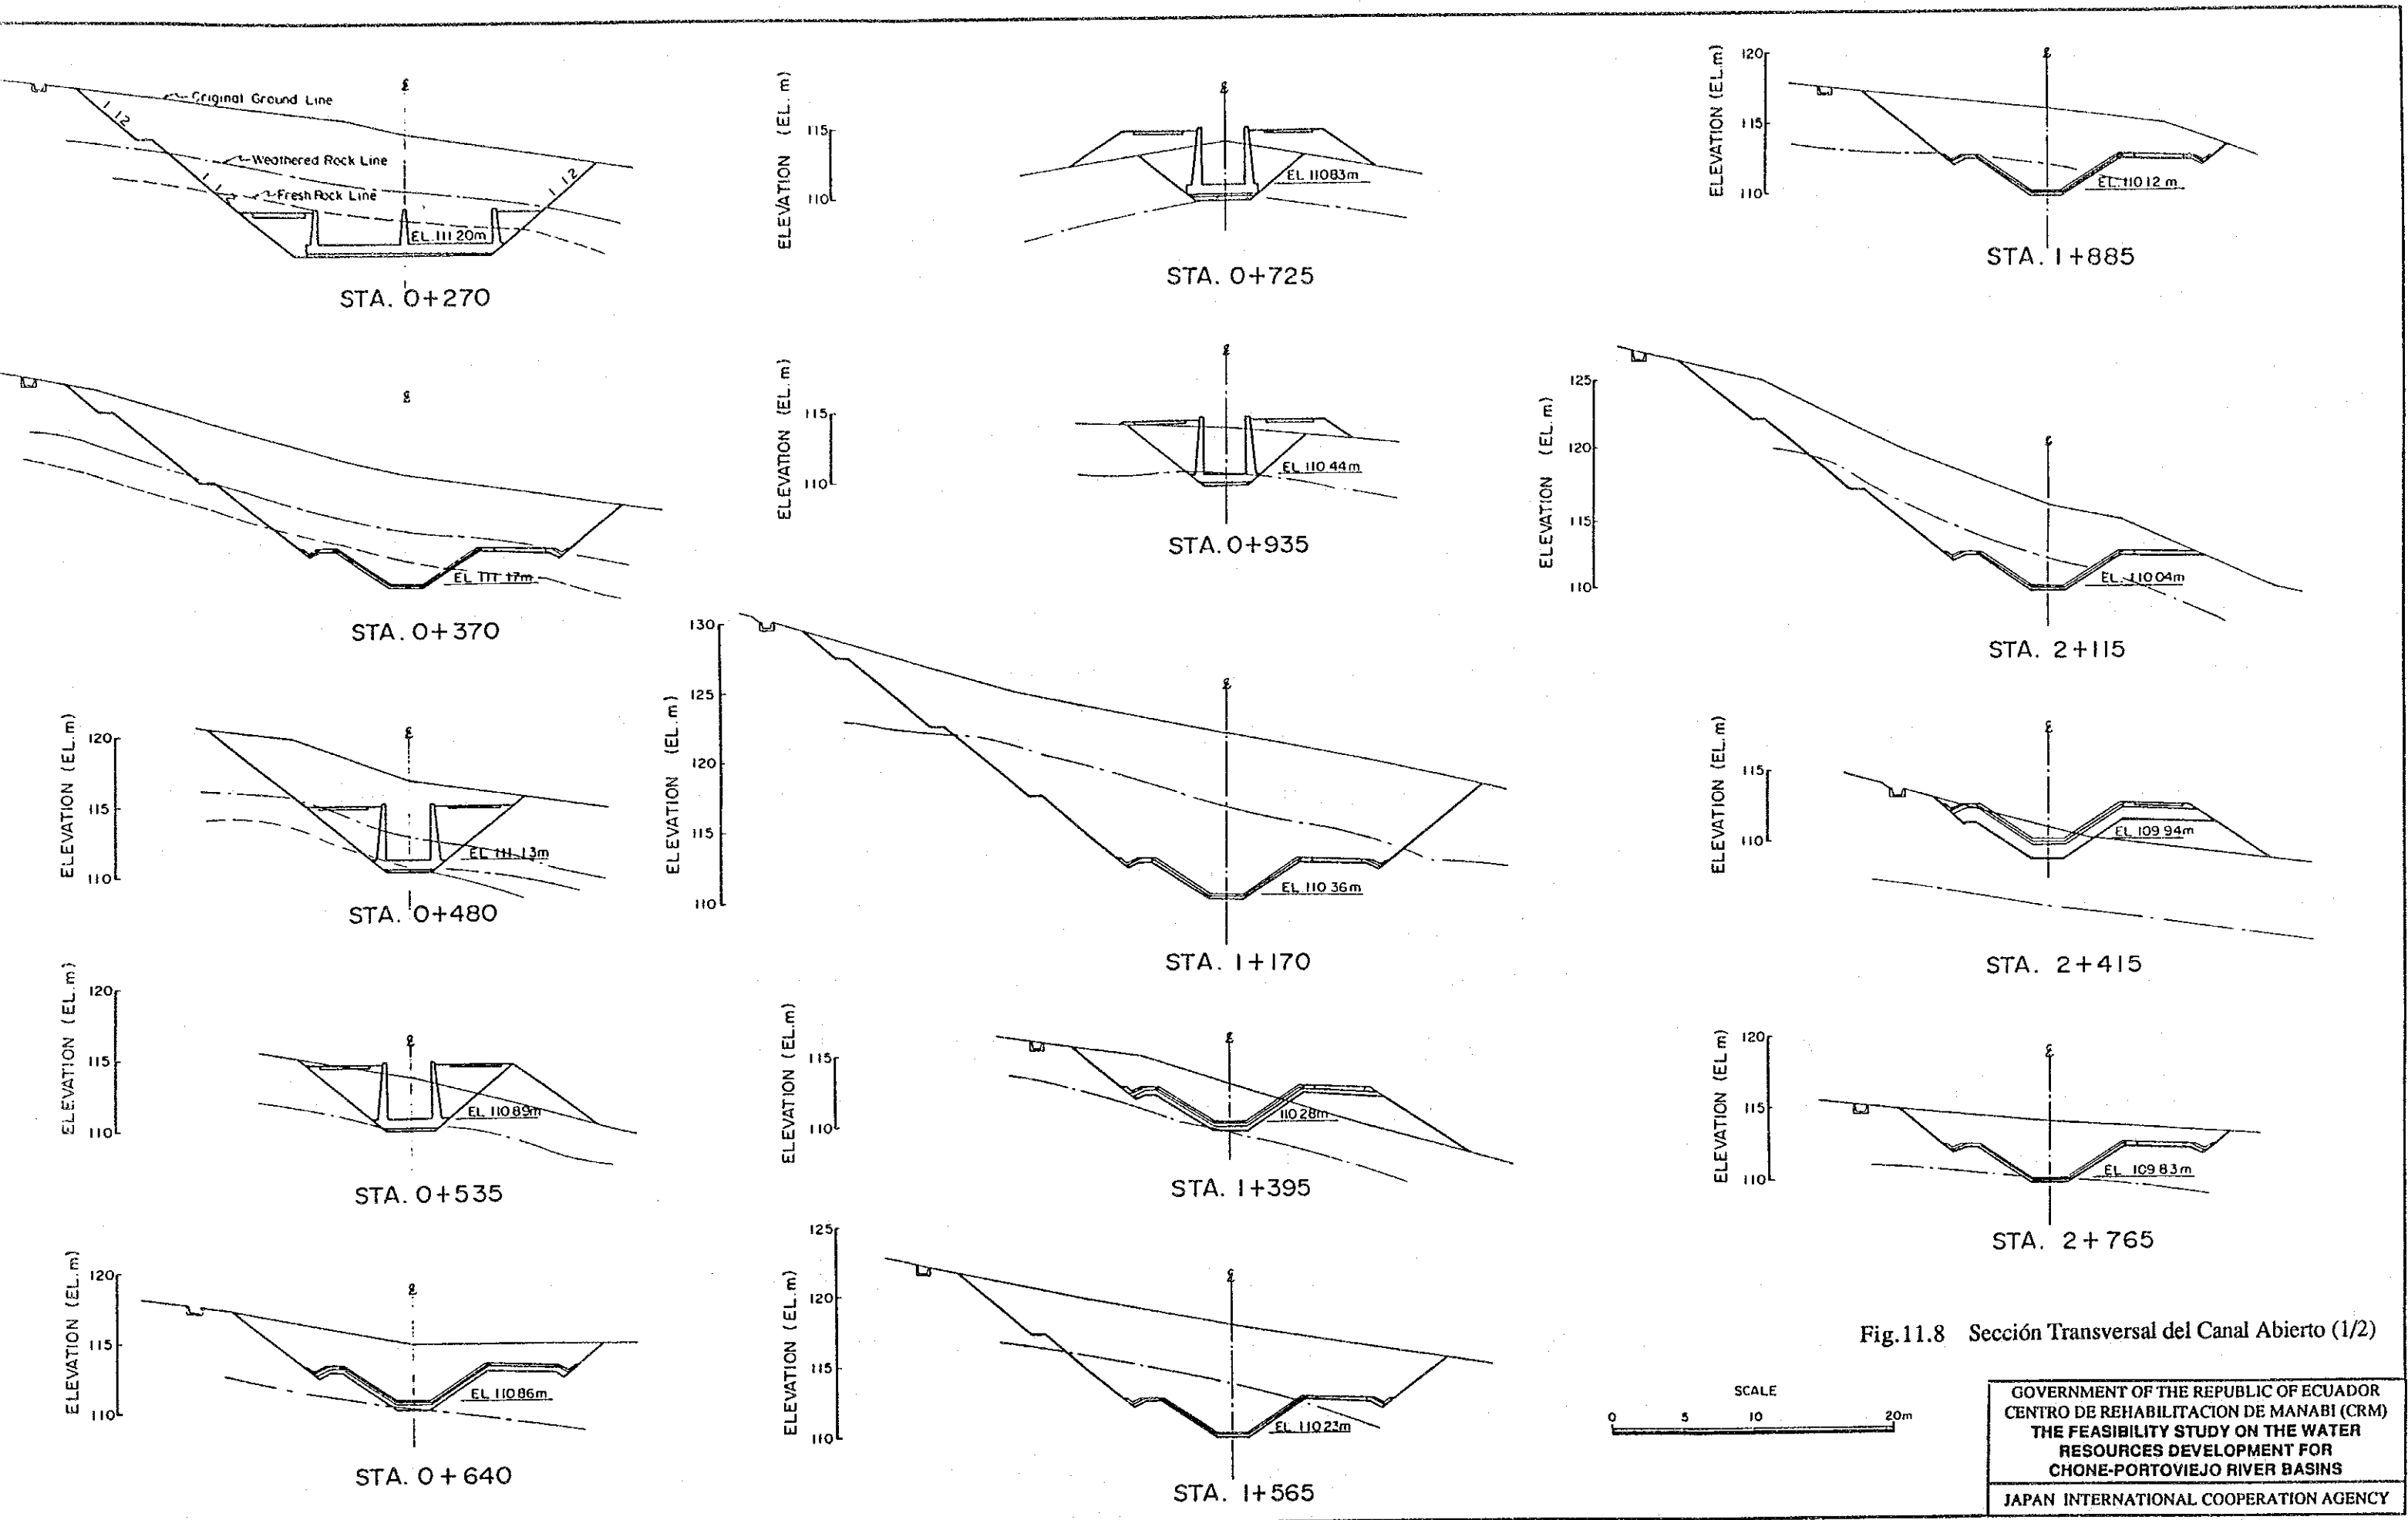 ℄
Original Ground Line
1 12
Weathered Rock Line
1 1
Fresh Rock Line
1 12
EL 111 20m
STA. 0+270
℄
EL 111 17m
STA. 0+370
ELEVATION (EL.m)
120
115
110
℄
EL 111 13m
STA. 0+480
ELEVATION (EL.m)
120
115
110
℄
EL 110 89m
STA. 0+535
ELEVATION (EL.m)
120
115
110
℄
EL 110 86m
STA. 0+640
ELEVATION (EL. m)
115
110
℄
EL 110 83m
STA. 0+725
ELEVATION (EL. m)
115
110
℄
EL 110 44m
STA. 0+935
ELEVATION (EL.m)
130
125
120
115
110
℄
EL 110 36m
STA. 1+170
ELEVATION (EL.m)
115
110
℄
110 28m
STA. 1+395
ELEVATION (EL.m)
125
120
115
110
℄
EL 110 23m
STA. 1+565
ELEVATION (EL.m)
120
115
110
℄
EL. 110 12 m
STA. 1+885
ELEVATION (EL.m)
125
120
115
110
℄
EL. 110 04m
STA. 2+115
ELEVATION (EL.m)
115
110
℄
EL 109 94m
STA. 2+415
ELEVATION (EL m)
120
115
110
℄
EL 109 83m
STA. 2+765
Fig.11.8 Sección Transversal del Canal Abierto (1/2)
SCALE
0 5 10 20m
GOVERNMENT OF THE REPUBLIC OF ECUADOR
CENTRO DE REHABILITACION DE MANABI (CRM)
THE FEASIBILITY STUDY ON THE WATER
RESOURCES DEVELOPMENT FOR
CHONE-PORTOVIEJO RIVER BASINS
JAPAN INTERNATIONAL COOPERATION AGENCY